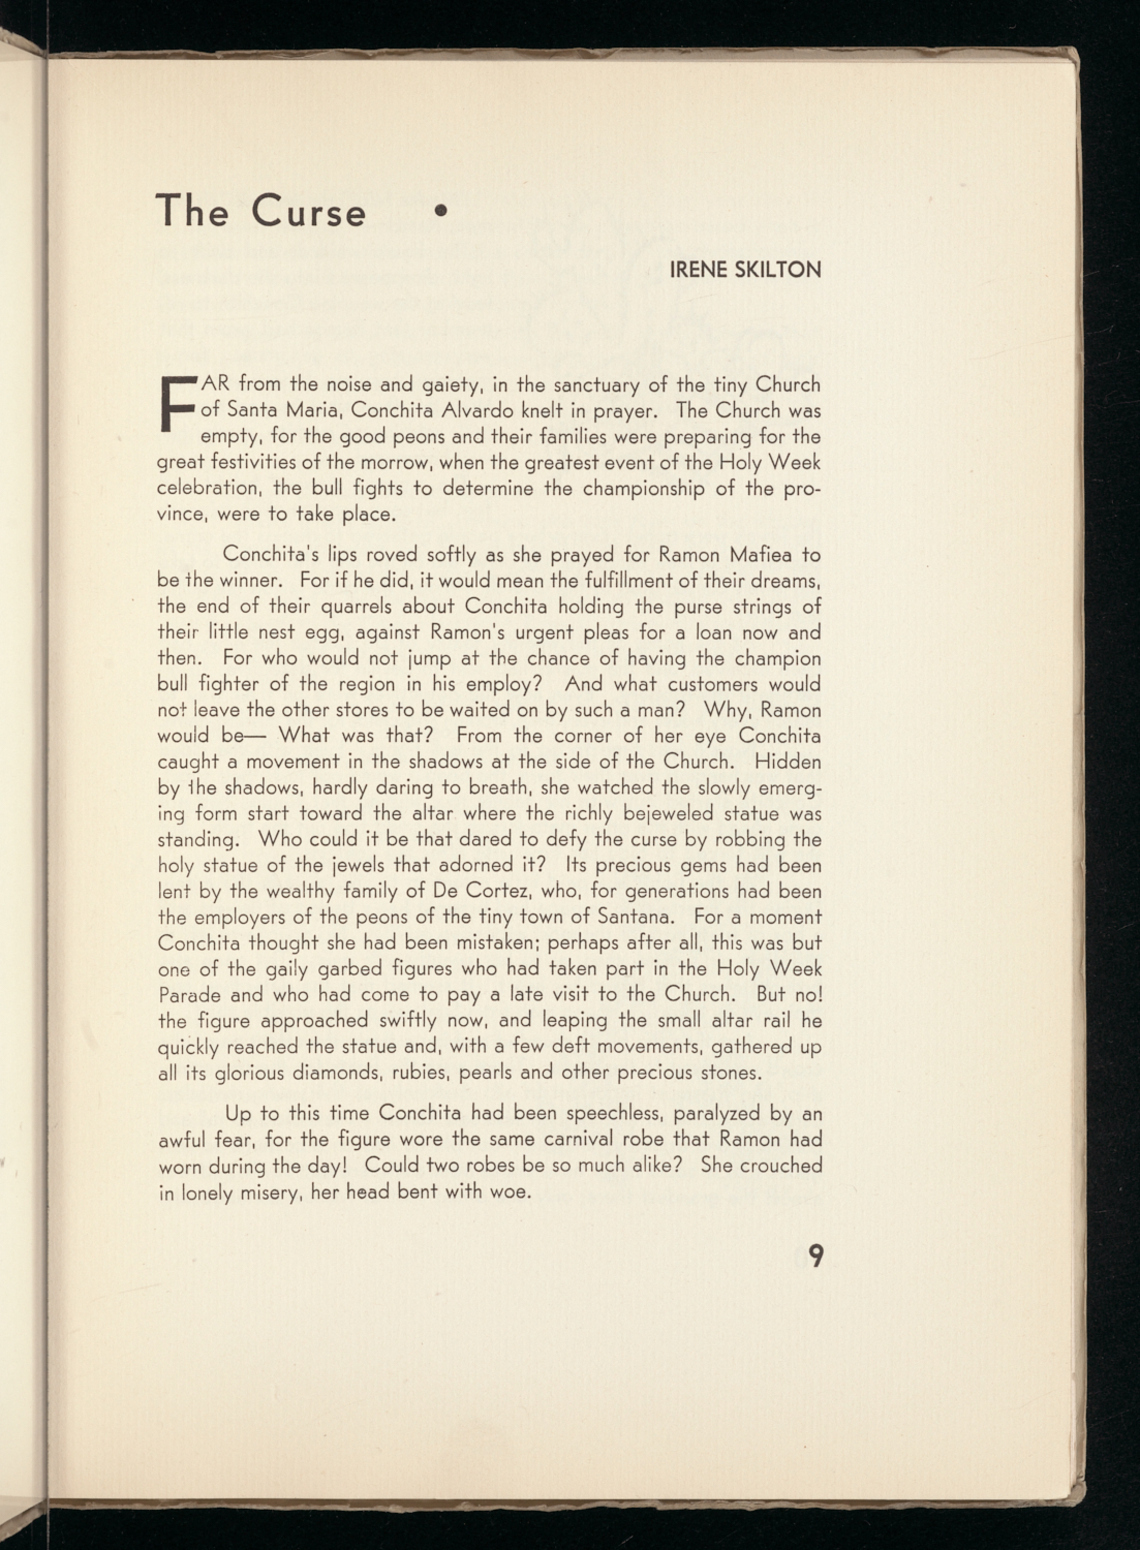 The Curse •
IRENE SKILTON
FAR from the noise and gaiety, in the sanctuary of the tiny Church
of Santa Maria, Conchita Alvardo knelt in prayer. The Church was
empty, for the good peons and their families were preparing for the
great festivities of the morrow, when the greatest event of the Holy Week
celebration, the bull fights to determine the championship of the pro-
vince, were to take place.
Conchita's lips roved softly as she prayed for Ramon Mafiea to
be the winner. For if he did, it would mean the fulfillment of their dreams,
the end of their quarrels about Conchita holding the purse strings of
their little nest egg, against Ramon's urgent pleas for a loan now and
then. For who would not jump at the chance of having the champion
bull fighter of the region in his employ? And what customers would
not leave the other stores to be waited on by such a man? Why, Ramon
would be— What was that? From the corner of her eye Conchita
caught a movement in the shadows at the side of the Church. Hidden
by the shadows, hardly daring to breath, she watched the slowly emerg-
ing form start toward the altar where the richly bejeweled statue was
standing. Who could it be that dared to defy the curse by robbing the
holy statue of the jewels that adorned it? Its precious gems had been
lent by the wealthy family of De Cortez, who, for generations had been
the employers of the peons of the tiny town of Santana. For a moment
Conchita thought she had been mistaken; perhaps after all, this was but
one of the gaily garbed figures who had taken part in the Holy Week
Parade and who had come to pay a late visit to the Church. But no!
the figure approached swiftly now, and leaping the small altar rail he
quickly reached the statue and, with a few deft movements, gathered up
all its glorious diamonds, rubies, pearls and other precious stones.
Up to this time Conchita had been speechless, paralyzed by an
awful fear, for the figure wore the same carnival robe that Ramon had
worn during the day! Could two robes be so much alike? She crouched
in lonely misery, her head bent with woe.
9